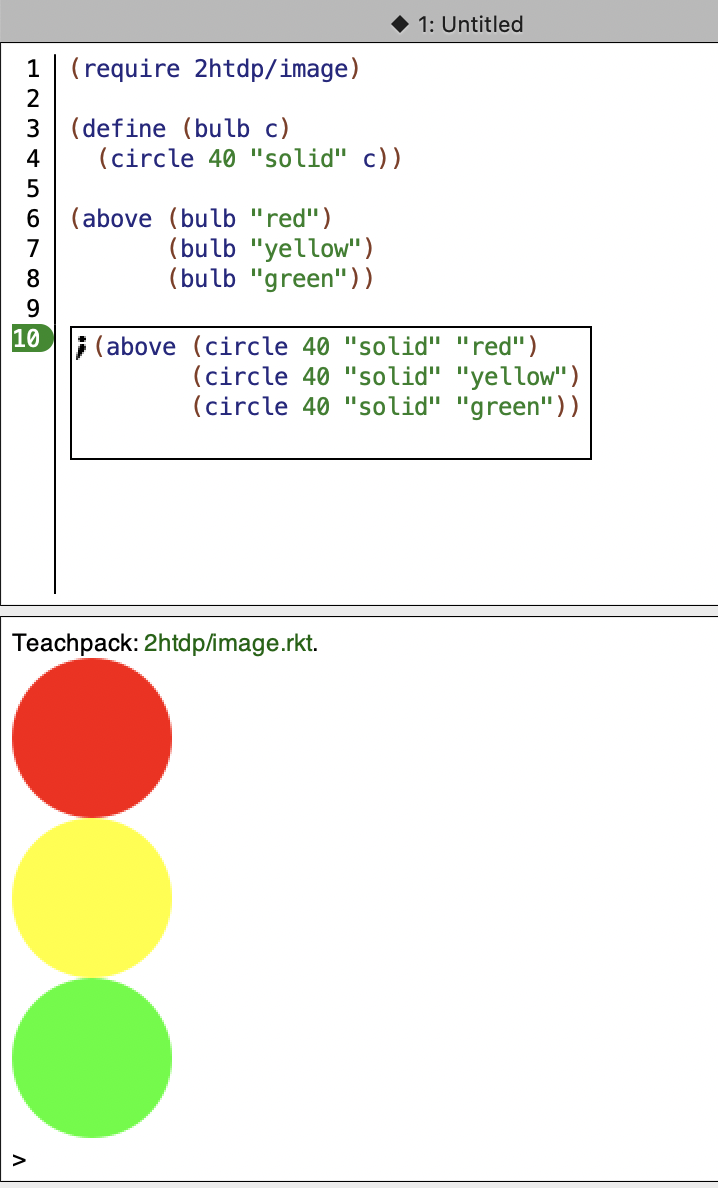 ◆ 1: Untitled
1 (require 2htdp/image)
2
3 (define (bulb c)
4   (circle 40 "solid" c))
5
6 (above (bulb "red")
7        (bulb "yellow")
8        (bulb "green"))
9
10 ;(above (circle 40 "solid" "red")
(circle 40 "solid" "yellow")
(circle 40 "solid" "green"))
Teachpack: 2htdp/image.rkt.
>